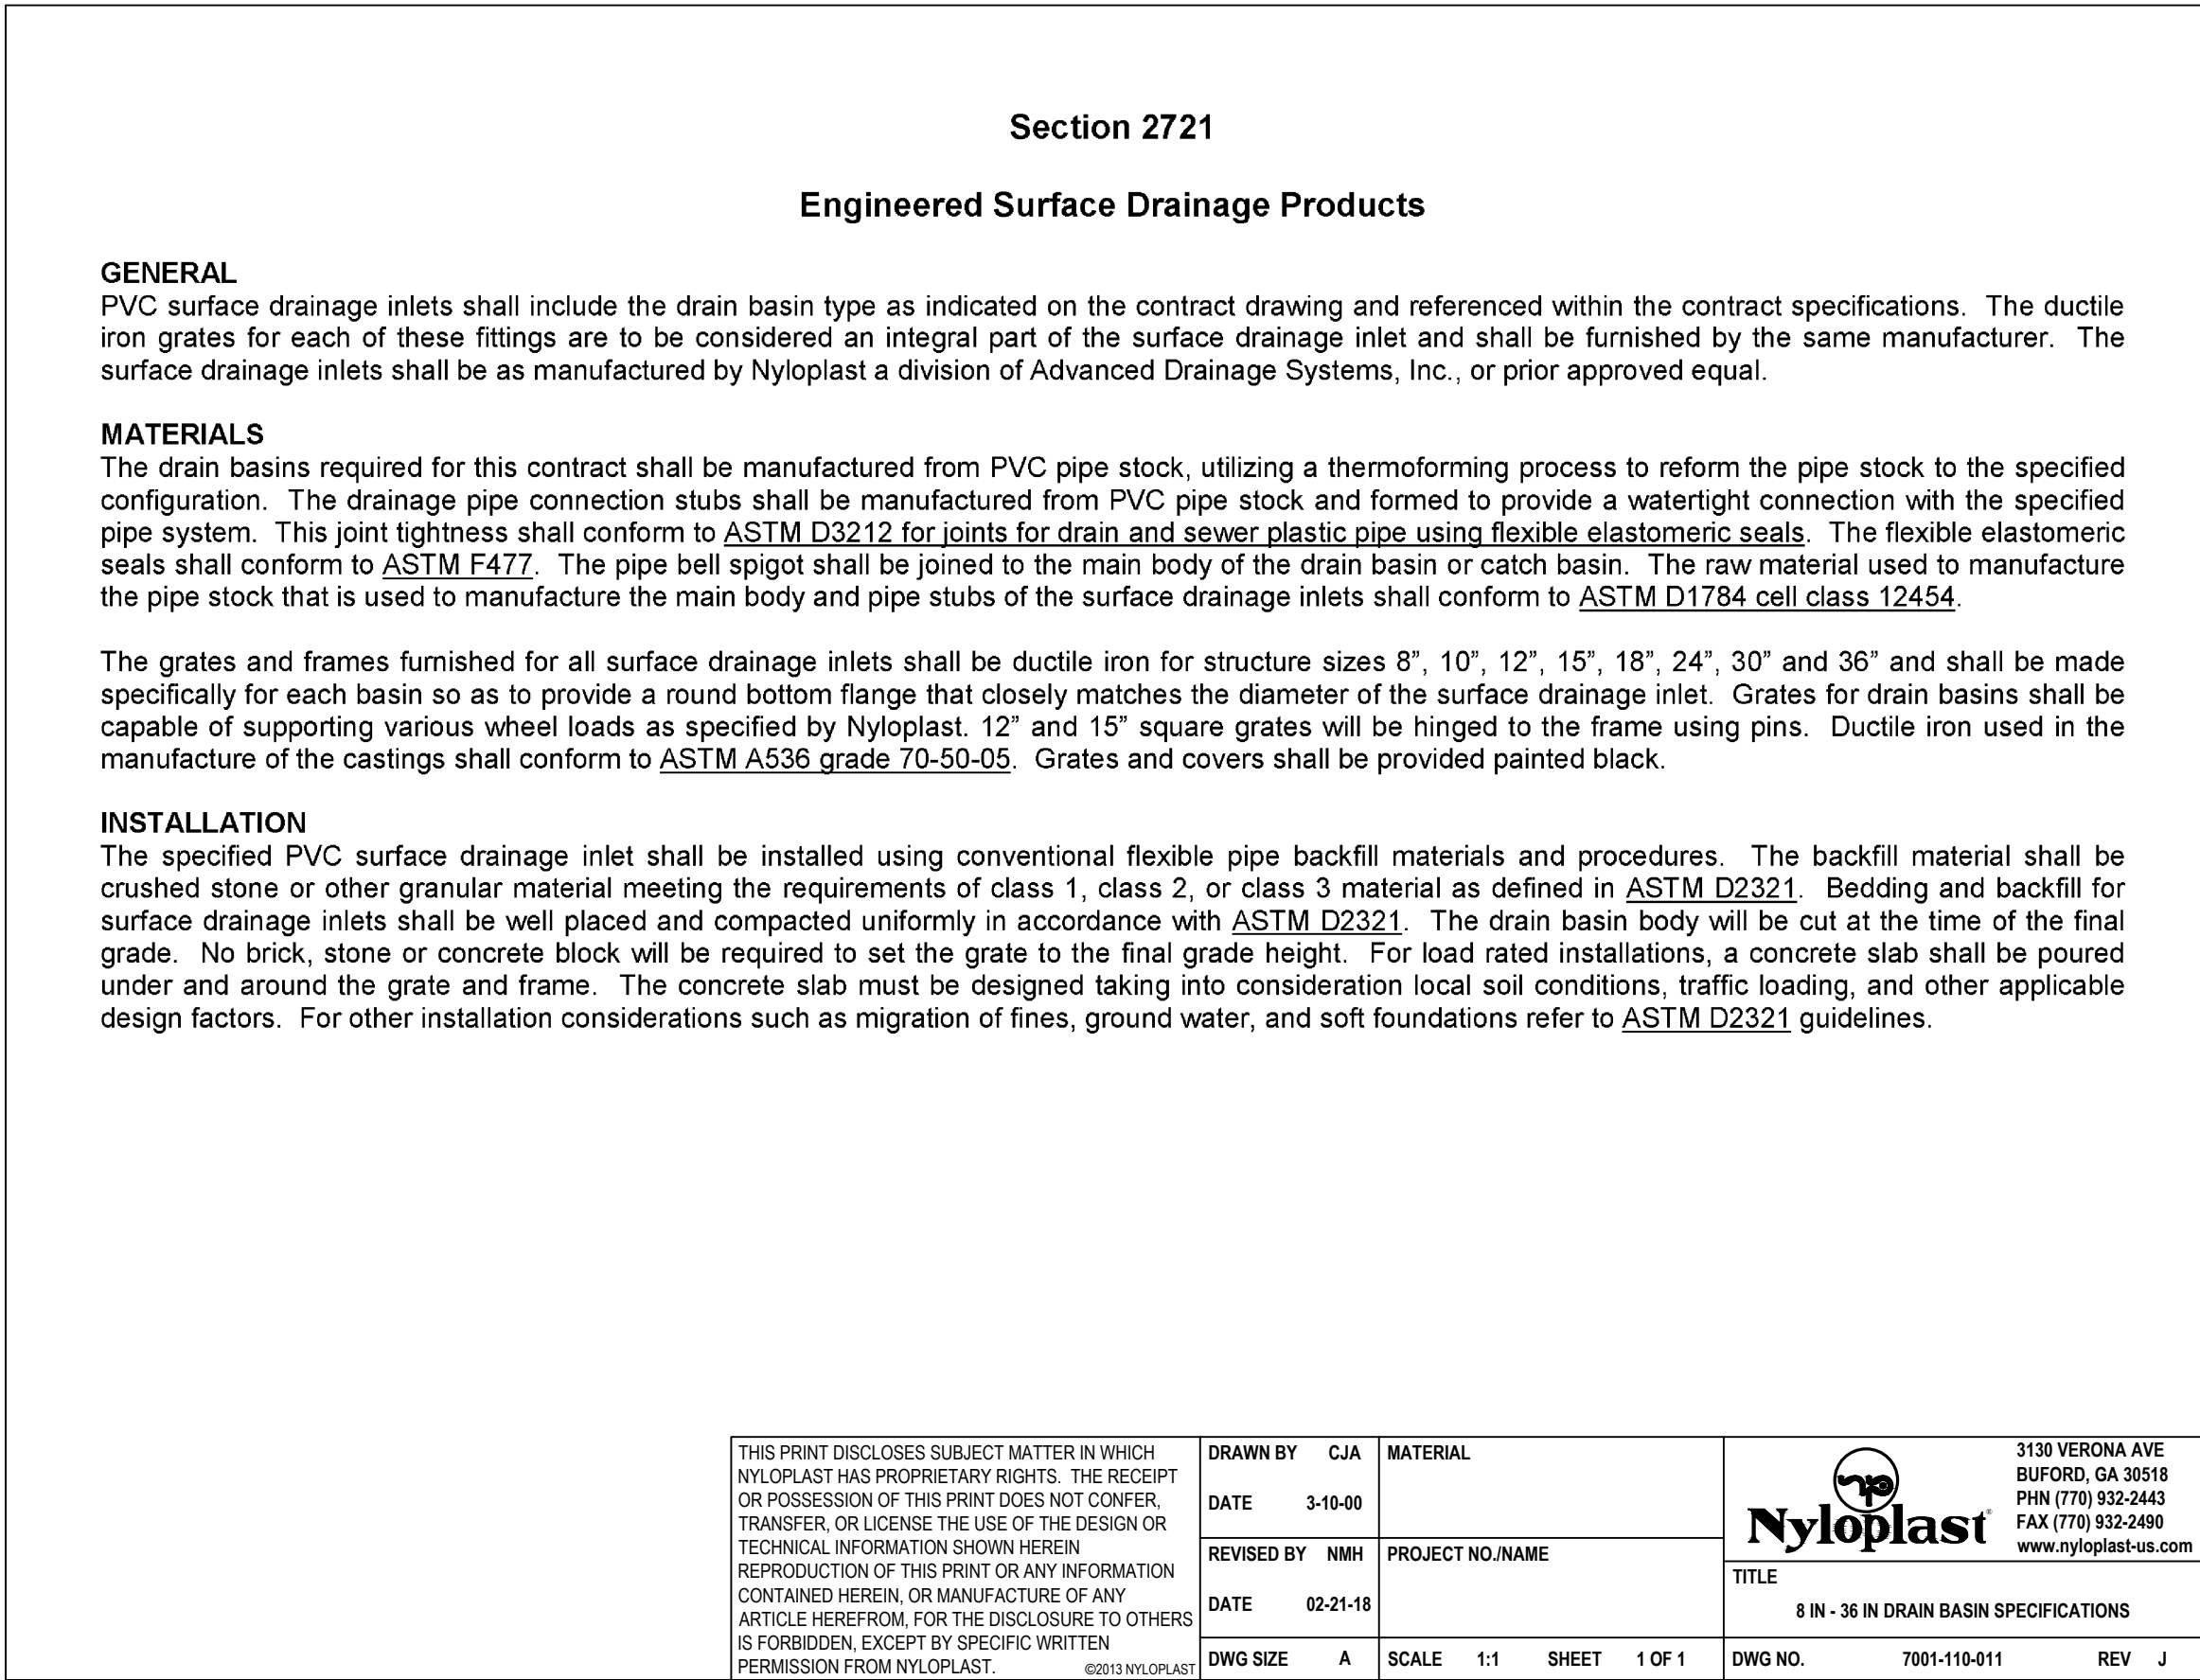 Section 2721
Engineered Surface Drainage Products
GENERAL
PVC surface drainage inlets shall include the drain basin type as indicated on the contract drawing and referenced within the contract specifications. The ductile
iron grates for each of these fittings are to be considered an integral part of the surface drainage inlet and shall be furnished by the same manufacturer. The
surface drainage inlets shall be as manufactured by Nyloplast a division of Advanced Drainage Systems, Inc., or prior approved equal.
MATERIALS
The drain basins required for this contract shall be manufactured from PVC pipe stock, utilizing a thermoforming process to reform the pipe stock to the specified
configuration. The drainage pipe connection stubs shall be manufactured from PVC pipe stock and formed to provide a watertight connection with the specified
pipe system. This joint tightness shall conform to ASTM D3212 for joints for drain and sewer plastic pipe using flexible elastomeric seals. The flexible elastomeric
seals shall conform to ASTM F477. The pipe bell spigot shall be joined to the main body of the drain basin or catch basin. The raw material used to manufacture
the pipe stock that is used to manufacture the main body and pipe stubs of the surface drainage inlets shall conform to ASTM D1784 cell class 12454.
The grates and frames furnished for all surface drainage inlets shall be ductile iron for structure sizes 8”, 10”, 12”, 15”, 18”, 24”, 30” and 36” and shall be made
specifically for each basin so as to provide a round bottom flange that closely matches the diameter of the surface drainage inlet. Grates for drain basins shall be
capable of supporting various wheel loads as specified by Nyloplast. 12” and 15” square grates will be hinged to the frame using pins. Ductile iron used in the
manufacture of the castings shall conform to ASTM A536 grade 70-50-05. Grates and covers shall be provided painted black.
INSTALLATION
The specified PVC surface drainage inlet shall be installed using conventional flexible pipe backfill materials and procedures. The backfill material shall be
crushed stone or other granular material meeting the requirements of class 1, class 2, or class 3 material as defined in ASTM D2321. Bedding and backfill for
surface drainage inlets shall be well placed and compacted uniformly in accordance with ASTM D2321. The drain basin body will be cut at the time of the final
grade. No brick, stone or concrete block will be required to set the grate to the final grade height. For load rated installations, a concrete slab shall be poured
under and around the grate and frame. The concrete slab must be designed taking into consideration local soil conditions, traffic loading, and other applicable
design factors. For other installation considerations such as migration of fines, ground water, and soft foundations refer to ASTM D2321 guidelines.
THIS PRINT DISCLOSES SUBJECT MATTER IN WHICH
NYLOPLAST HAS PROPRIETARY RIGHTS. THE RECEIPT
OR POSSESSION OF THIS PRINT DOES NOT CONFER,
TRANSFER, OR LICENSE THE USE OF THE DESIGN OR
TECHNICAL INFORMATION SHOWN HEREIN
REPRODUCTION OF THIS PRINT OR ANY INFORMATION
CONTAINED HEREIN, OR MANUFACTURE OF ANY
ARTICLE HEREFROM, FOR THE DISCLOSURE TO OTHERS
IS FORBIDDEN, EXCEPT BY SPECIFIC WRITTEN
PERMISSION FROM NYLOPLAST. ©2013 NYLOPLAST
DRAWN BY CJA
DATE 3-10-00
REVISED BY NMH
DATE 02-21-18
DWG SIZE A
MATERIAL
PROJECT NO./NAME
SCALE 1:1 SHEET 1 OF 1
Nyloplast®
3130 VERONA AVE
BUFORD, GA 30518
PHN (770) 932-2443
FAX (770) 932-2490
www.nyloplast-us.com
TITLE
8 IN - 36 IN DRAIN BASIN SPECIFICATIONS
DWG NO. 7001-110-011 REV J